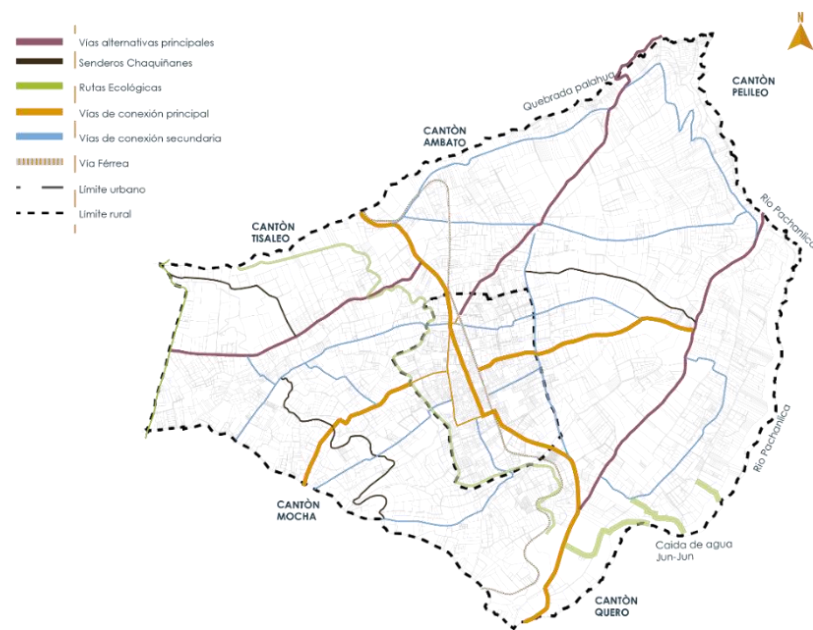 N
Vías alternativas principales
Senderos Chaquiñanes
Rutas Ecológicas
Vías de conexión principal
Vías de conexión secundaria
Vía Férrea
Límite urbano
Límite rural
Quebrada palahua
CANTÒN
PELILEO
CANTÒN
AMBATO
Río Pachanlica
CANTÒN
TISALEO
Río Pachanlica
CANTÒN
MOCHA
Caida de agua
Jun-Jun
CANTÒN
QUERO